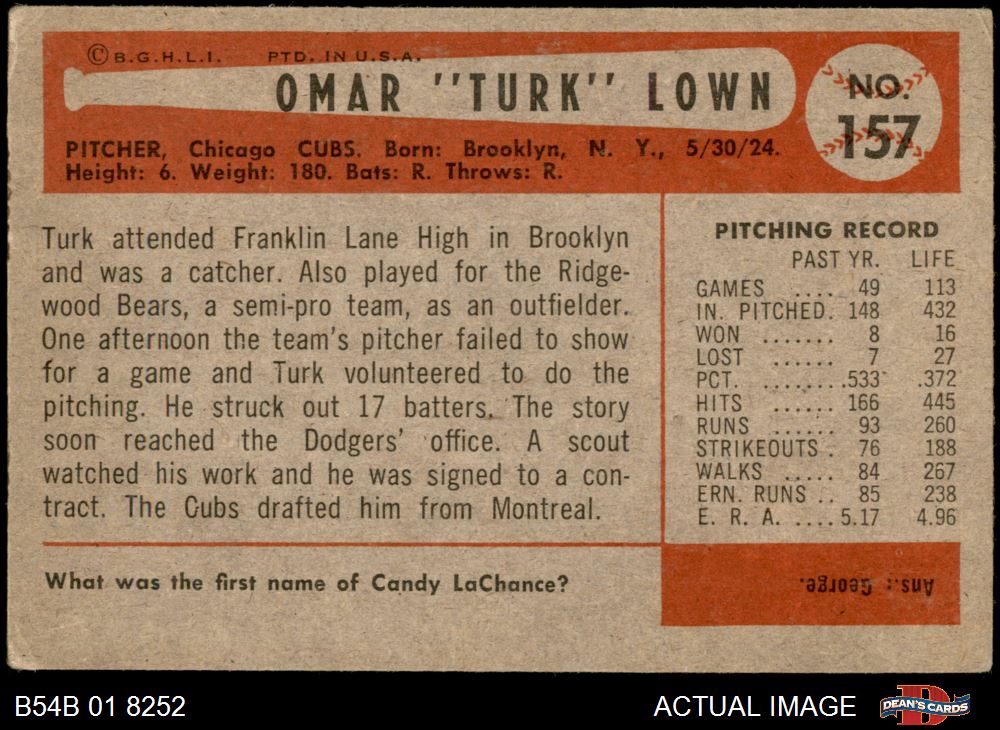 © B.G.H.L.I. PTD. IN U.S.A.
OMAR "TURK" LOWN
NO. 157
PITCHER, Chicago CUBS. Born: Brooklyn, N. Y., 5/30/24.
Height: 6. Weight: 180. Bats: R. Throws: R.
Turk attended Franklin Lane High in Brooklyn
and was a catcher. Also played for the Ridge-
wood Bears, a semi-pro team, as an outfielder.
One afternoon the team's pitcher failed to show
for a game and Turk volunteered to do the
pitching. He struck out 17 batters. The story
soon reached the Dodgers' office. A scout
watched his work and he was signed to a con-
tract. The Cubs drafted him from Montreal.
PITCHING RECORD
PAST YR. LIFE
GAMES .... 49 113
IN. PITCHED. 148 432
WON ....... 8 16
LOST ...... 7 27
PCT. ........ .533 .372
HITS ...... 166 445
RUNS ...... 93 260
STRIKEOUTS . 76 188
WALKS ..... 84 267
ERN. RUNS .. 85 238
E. R. A. .... 5.17 4.96
What was the first name of Candy LaChance?
Ans.: George.
B54B 01 8252
ACTUAL IMAGE
D
DEAN'S CARDS